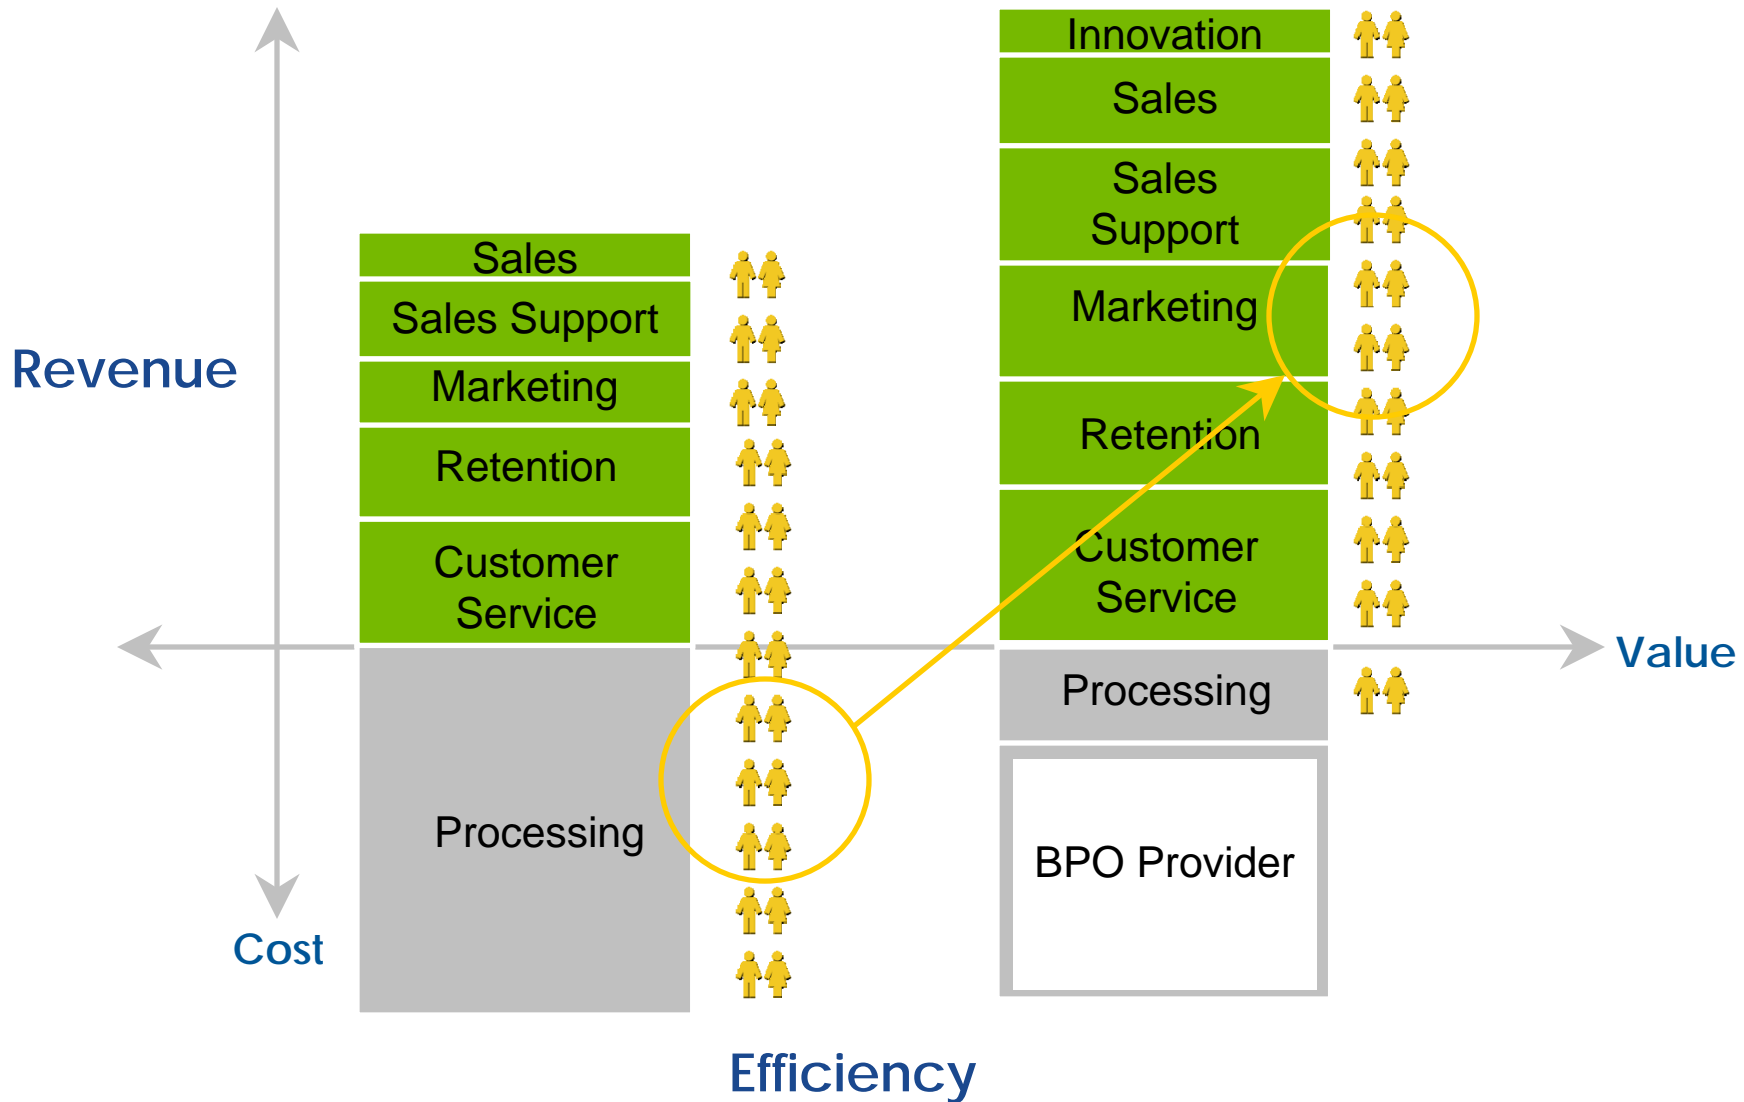 Revenue
Cost
Sales
Sales Support
Marketing
Retention
Customer
Service
Processing
Innovation
Sales
Sales
Support
Marketing
Retention
Customer
Service
Processing
BPO Provider
Value
Efficiency